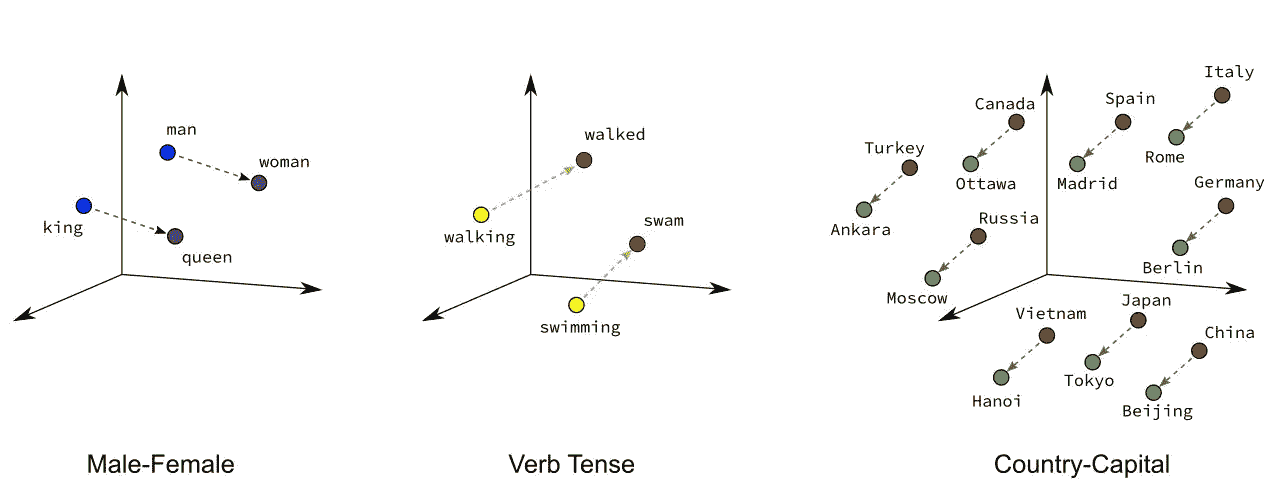 man
woman
king
queen
Male-Female
walked
walking
swam
swimming
Verb Tense
Italy
Canada
Spain
Rome
Turkey
Ottawa
Madrid
Germany
Ankara
Russia
Berlin
Moscow
Japan
Vietnam
China
Tokyo
Hanoi
Beijing
Country-Capital